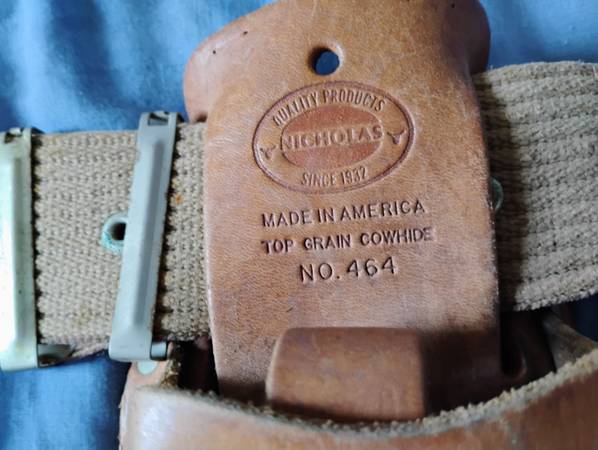 QUALITY PRODUCTS
NICHOLAS
SINCE 1932
MADE IN AMERICA
TOP GRAIN COWHIDE
NO. 464